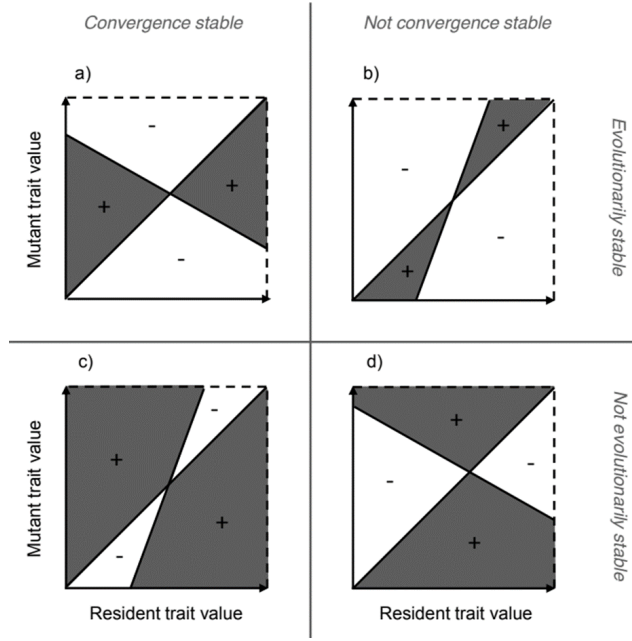 Convergence stable
Not convergence stable
a)
b)
-
+
+
-
Mutant trait value
+
-
-
+
Evolutionarily stable
c)
d)
-
+
+
-
Mutant trait value
+
-
-
+
Not evolutionarily stable
Resident trait value
Resident trait value